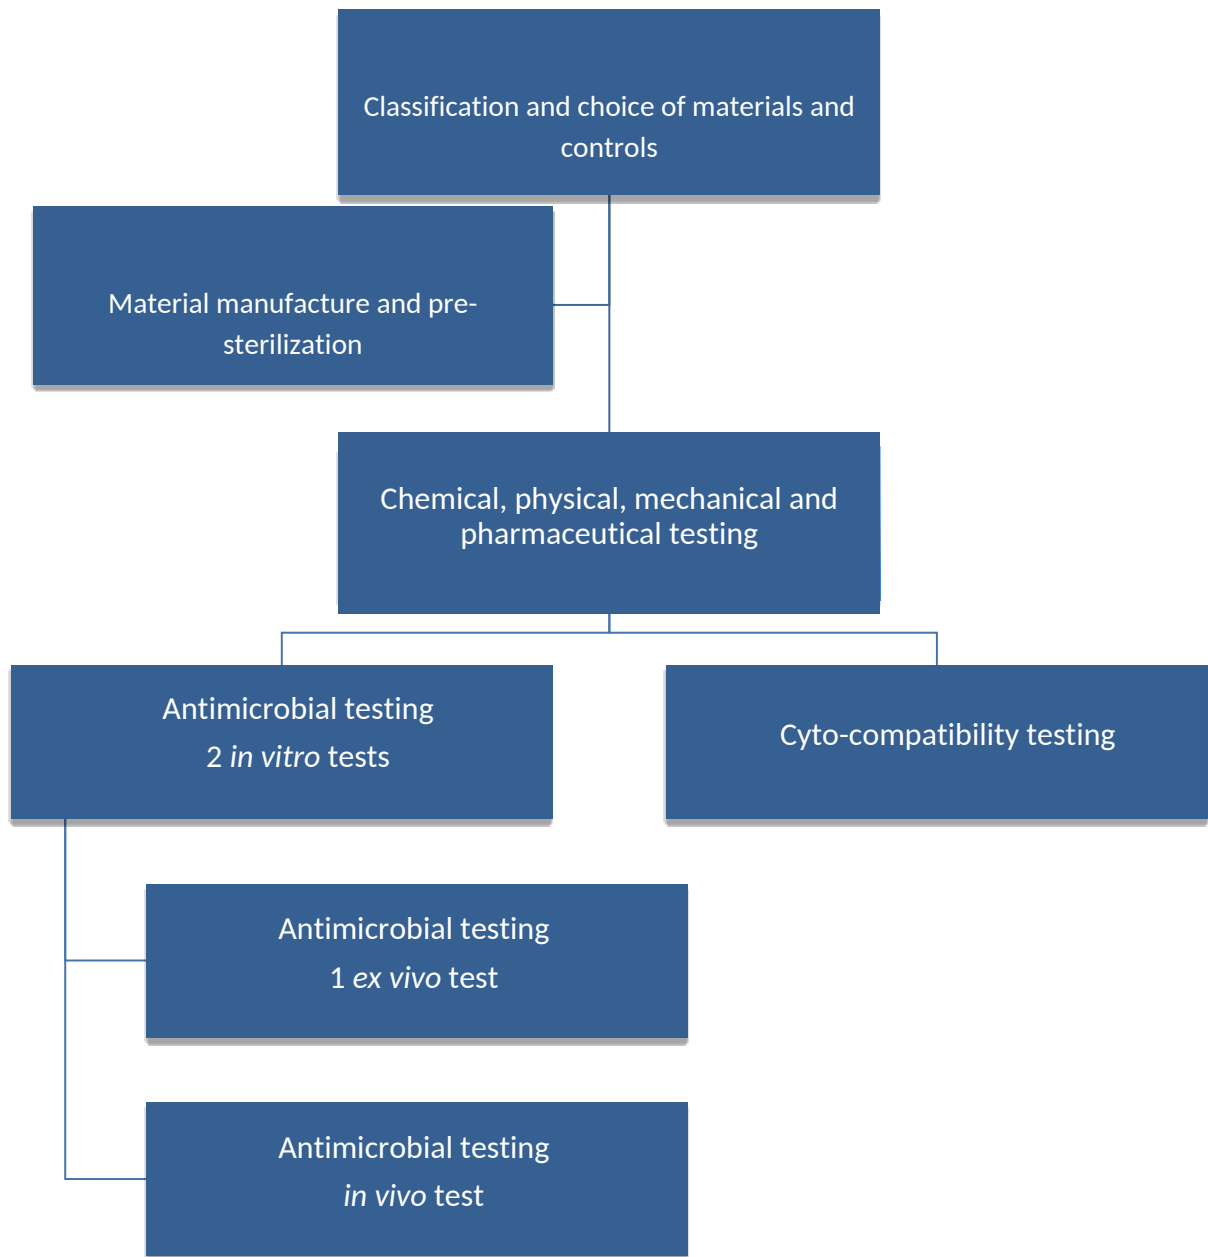 Classification and choice of materials and
controls
Material manufacture and pre-
sterilization
Chemical, physical, mechanical and
pharmaceutical testing
Antimicrobial testing
2 in vitro tests
Cyto-compatibility testing
Antimicrobial testing
1 ex vivo test
Antimicrobial testing
in vivo test